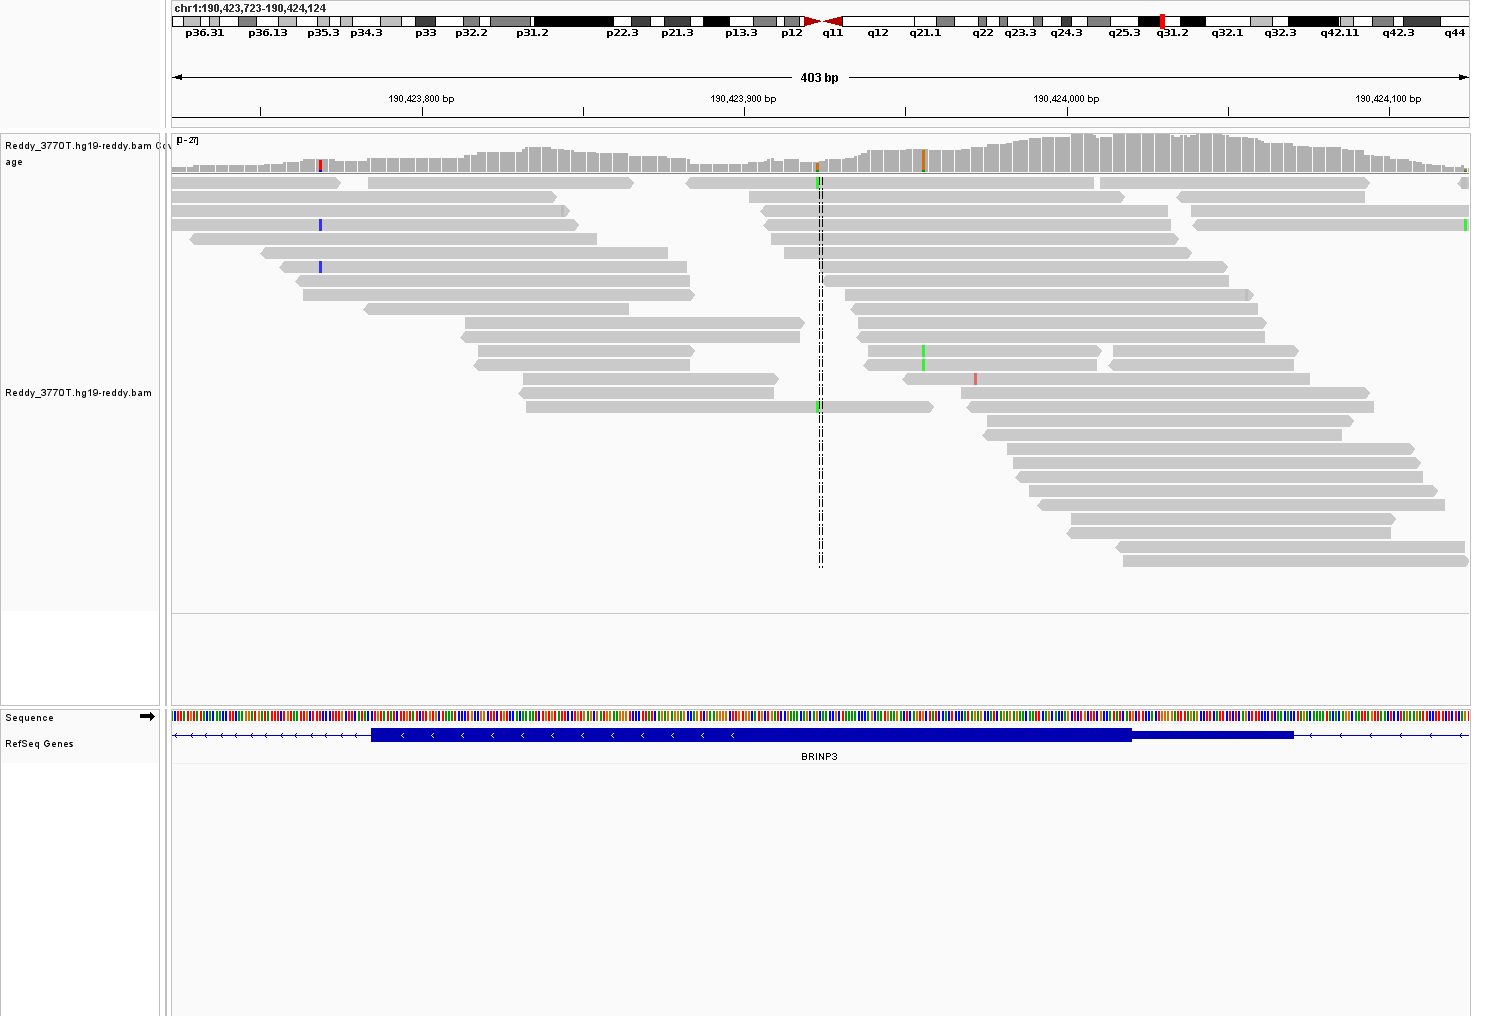 chr1:190,423,723-190,424,124
p36.31 p36.13 p35.3 p34.3 p33 p32.2 p31.2 p22.3 p21.3 p13.3 p12 q11 q12 q21.1 q22 q23.3 q24.3 q25.3 q31.2 q32.1 q32.3 q42.11 q42.3 q44
403 bp
190,423,800 bp 190,423,900 bp 190,424,000 bp 190,424,100 bp
Reddy_3770T.hg19-reddy.bam Cov
age
[0 - 27]
Reddy_3770T.hg19-reddy.bam
Sequence
RefSeq Genes
BRINP3